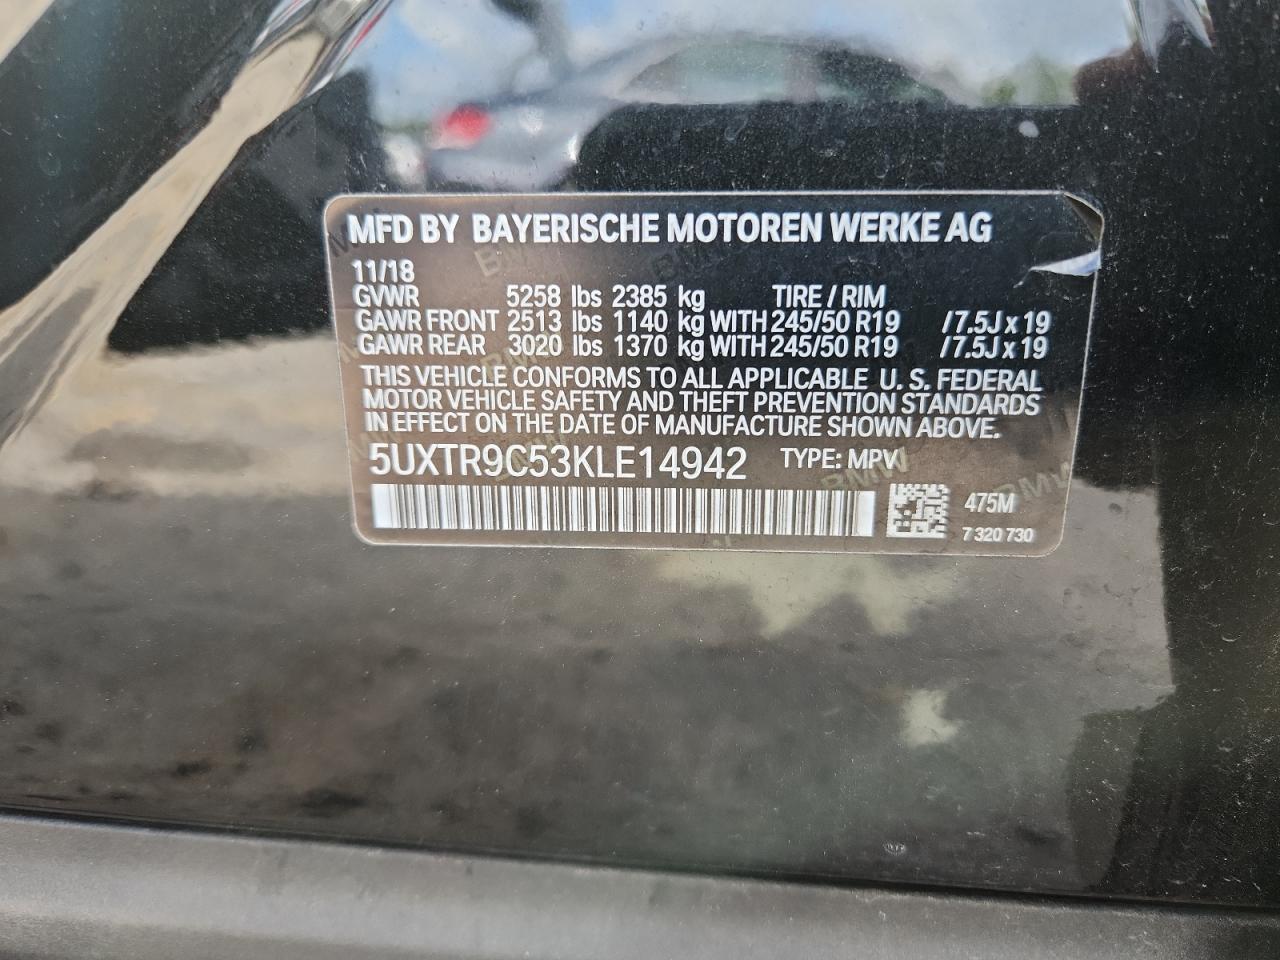 MFD BY BAYERISCHE MOTOREN WERKE AG
11/18
GVWR 5258 lbs 2385 kg TIRE / RIM
GAWR FRONT 2513 lbs 1140 kg WITH 245/50 R19 /7.5J x 19
GAWR REAR 3020 lbs 1370 kg WITH 245/50 R19 /7.5J x 19
THIS VEHICLE CONFORMS TO ALL APPLICABLE U. S. FEDERAL
MOTOR VEHICLE SAFETY AND THEFT PREVENTION STANDARDS
IN EFFECT ON THE DATE OF MANUFACTURE SHOWN ABOVE.
5UXTR9C53KLE14942 TYPE: MPV
475M
7 320 730